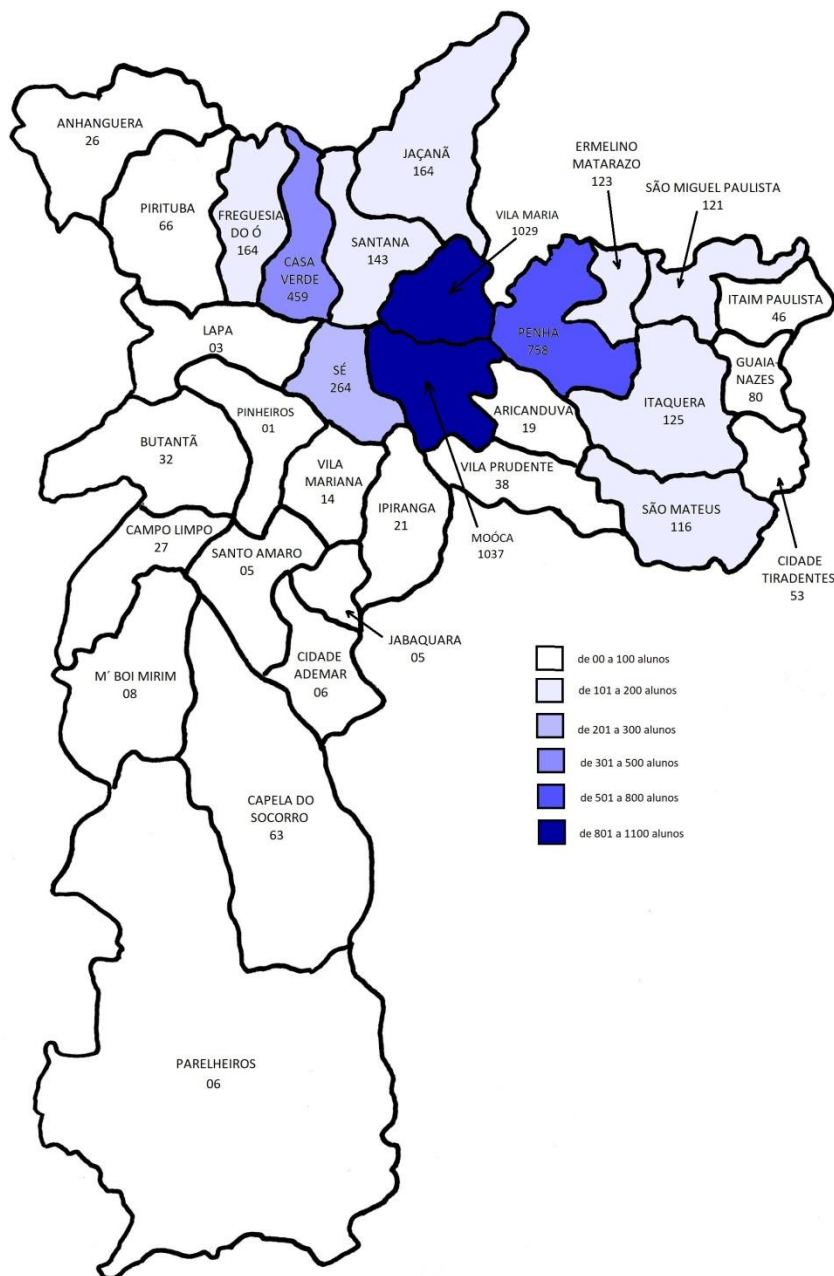 ANHANGUERA
26
PIRITUBA
66
FREGUESIA
DO Ó
164
CASA
VERDE
459
JAÇANÃ
164
SANTANA
143
VILA MARIA
1029
ERMELINO
MATARAZO
123
SÃO MIGUEL PAULISTA
121
ITAIM PAULISTA
46
LAPA
03
SÉ
264
PENHA
758
GUAIA-
NAZES
80
ITAQUERA
125
PINHEIROS
01
ARICANDUVA
19
BUTANTÃ
32
VILA
MARIANA
14
IPIRANGA
21
VILA PRUDENTE
38
SÃO MATEUS
116
CAMPO LIMPO
27
SANTO AMARO
05
MOÓCA
1037
CIDADE
TIRADENTES
53
JABAQUARA
05
CIDADE
ADEMAR
06
M´ BOI MIRIM
08
CAPELA DO
SOCORRO
63
PARELHEIROS
06
de 00 a 100 alunos
de 101 a 200 alunos
de 201 a 300 alunos
de 301 a 500 alunos
de 501 a 800 alunos
de 801 a 1100 alunos